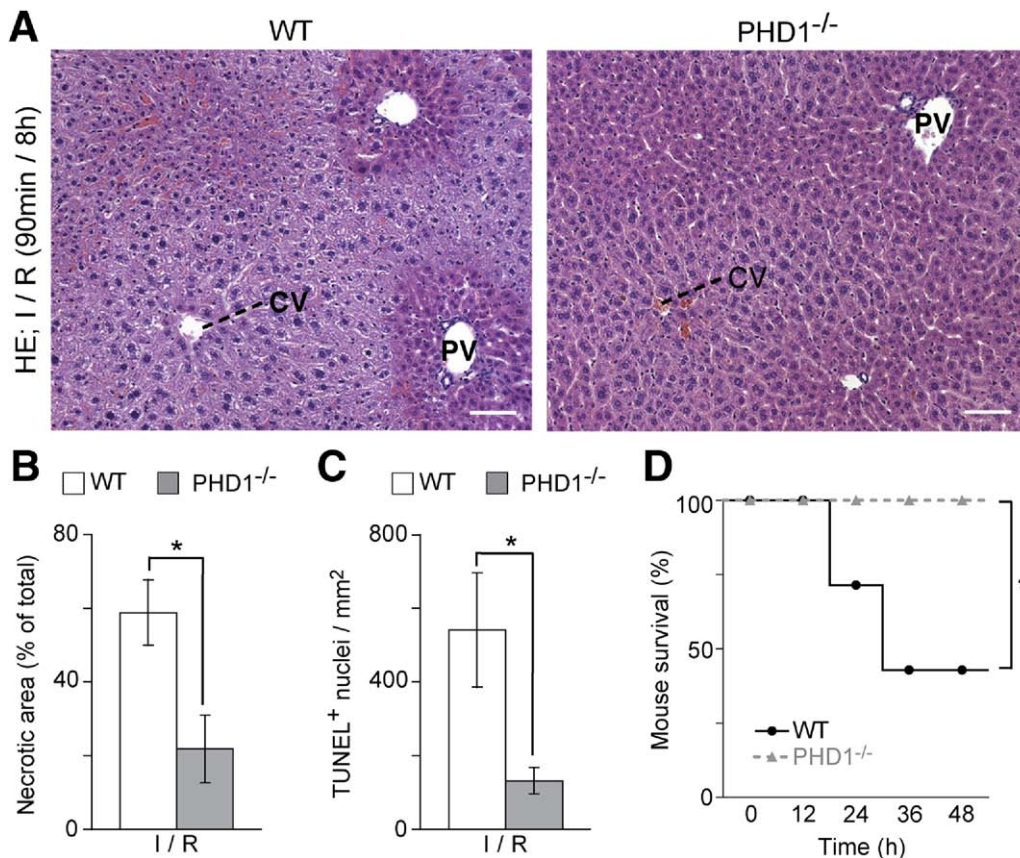 A
WT
PHD1-/-
HE; I / R (90min / 8h)
CV
PV
PV
CV
B
WT
PHD1-/-
Necrotic area (% of total)
80
40
0
*
I / R
C
WT
PHD1-/-
TUNEL+ nuclei / mm2
800
400
0
*
I / R
D
Mouse survival (%)
100
50
0
WT
PHD1-/-
0 12 24 36 48
Time (h)